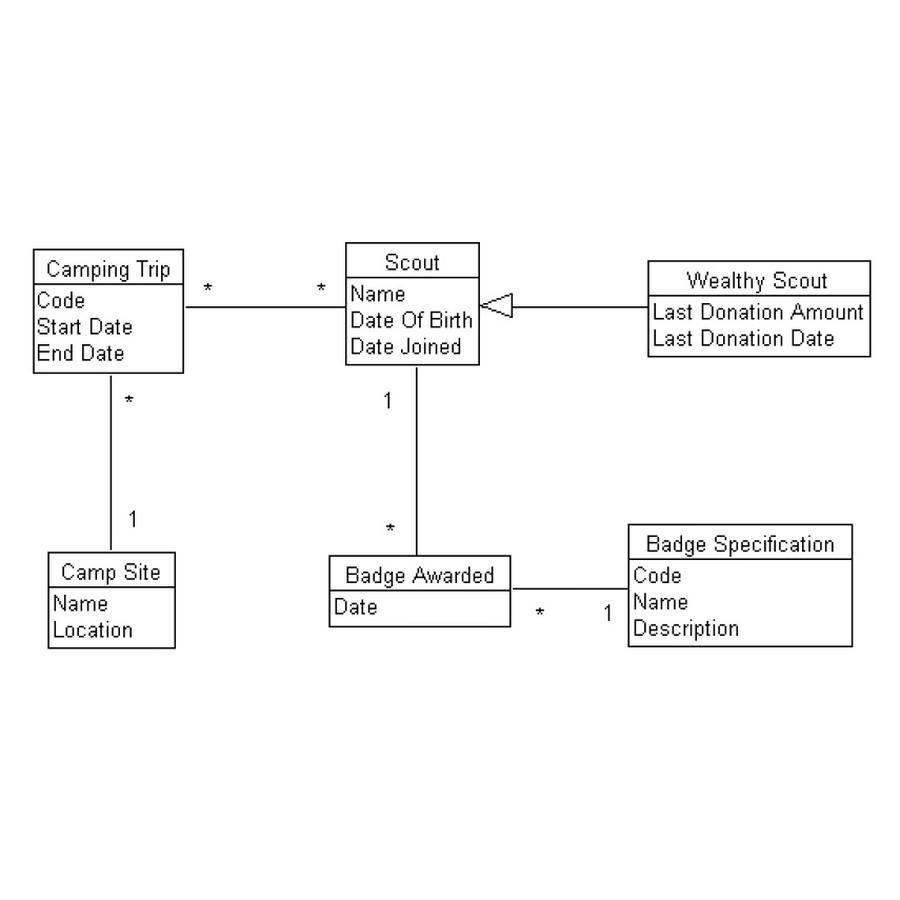 Camping Trip
Code
Start Date
End Date
*
*
Scout
Name
Date Of Birth
Date Joined
Wealthy Scout
Last Donation Amount
Last Donation Date
*
1
Camp Site
Name
Location
1
*
Badge Awarded
Date
*
1
Badge Specification
Code
Name
Description